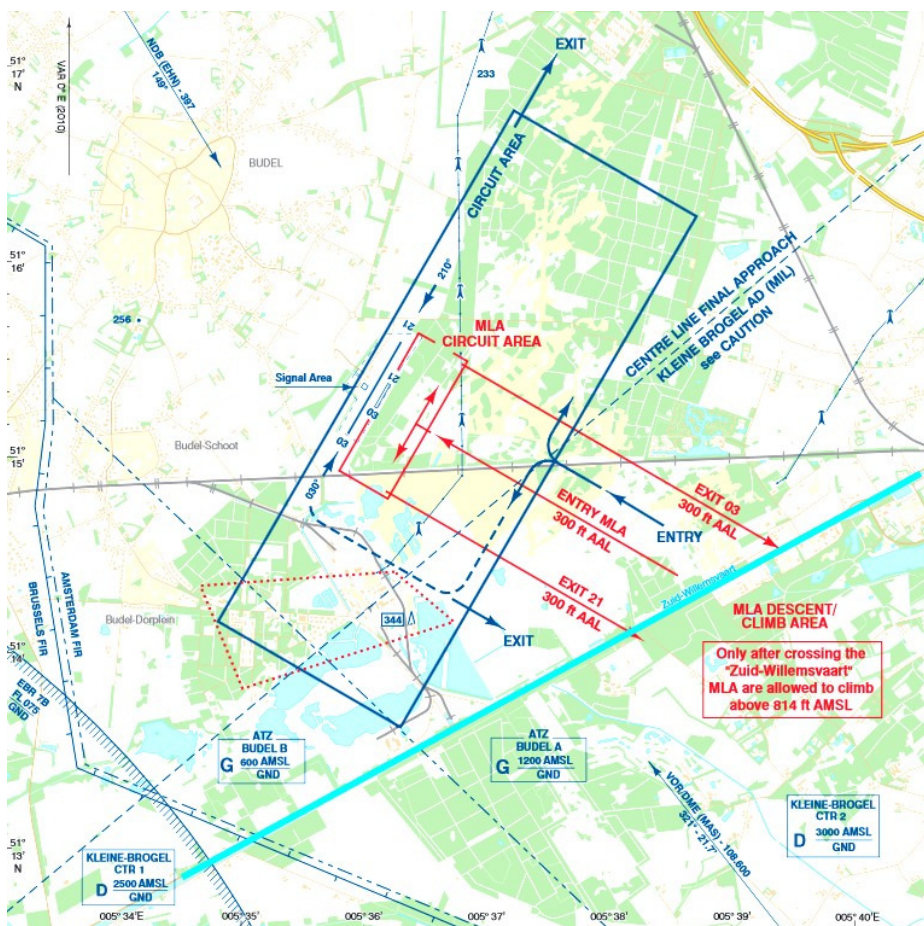 51°
17'
N
VAR 0° E (2010)
NDB (EHN) - 397
149°
BUDEL
233
EXIT
CIRCUIT AREA
51°
16'
256
210°
21
MLA
CIRCUIT AREA
CENTRE LINE FINAL APPROACH
KLEINE BROGEL AD (MIL)
see CAUTION
Signal Area
21
03
03
Budel-Schoot
51°
15'
030°
EXIT 03
300 ft AAL
ENTRY MLA
300 ft AAL
ENTRY
EXIT 21
300 ft AAL
Zuid-Willemsvaart
AMSTERDAM FIR
BRUSSELS FIR
Budel-Dorplein
344
EXIT
MLA DESCENT/
CLIMB AREA
Only after crossing the
"Zuid-Willemsvaart"
MLA are allowed to climb
above 814 ft AMSL
51°
14'
EBR 7B
FL075
GND
ATZ
BUDEL B
G 600 AMSL
GND
ATZ
BUDEL A
G 1200 AMSL
GND
VOR/DME (MAS) - 108.600
321° - 21.7'
KLEINE-BROGEL
CTR 2
D 3000 AMSL
GND
51°
13'
N
KLEINE-BROGEL
CTR 1
D 2500 AMSL
GND
005° 34'E
005° 35'
005° 36'
005° 37'
005° 38'
005° 39'
005° 40'E